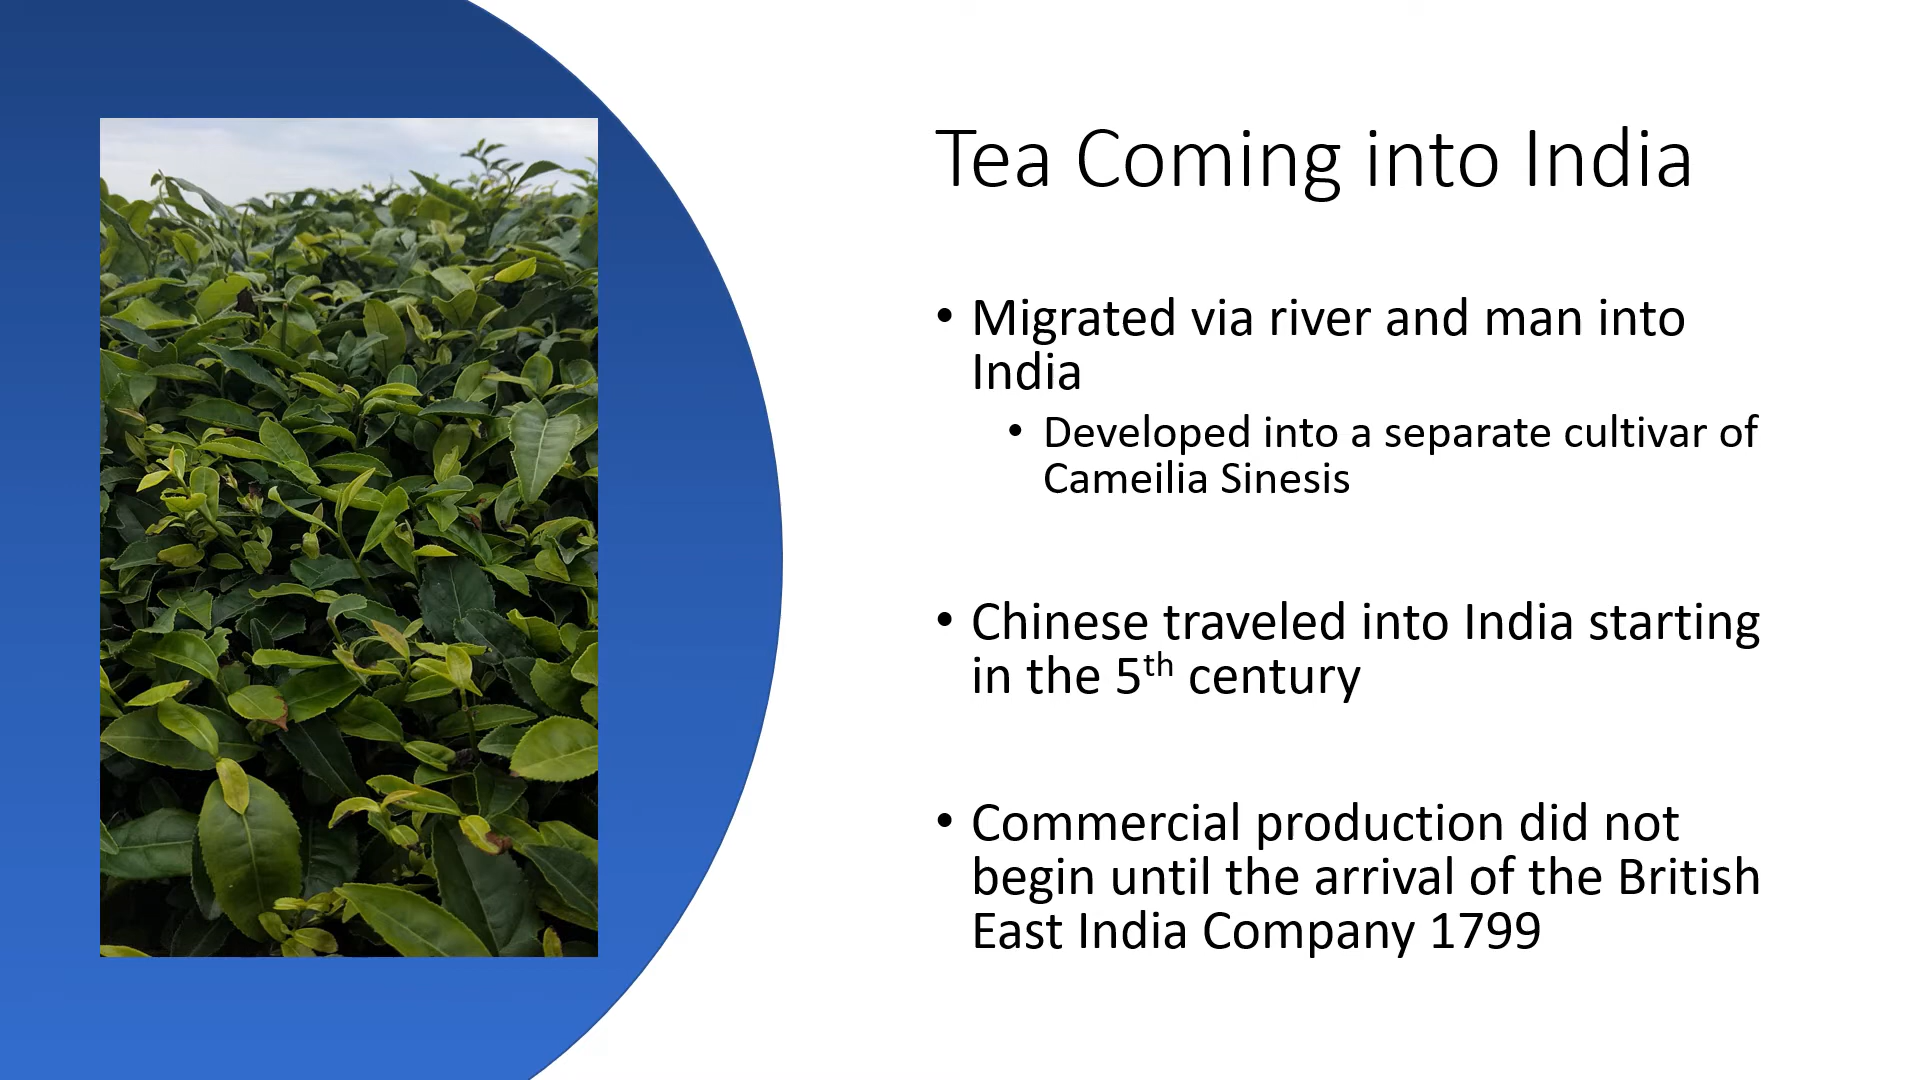 Tea Coming into India
• Migrated via river and man into
India
• Developed into a separate cultivar of
Cameilia Sinesis
• Chinese traveled into India starting
in the 5th century
• Commercial production did not
begin until the arrival of the British
East India Company 1799